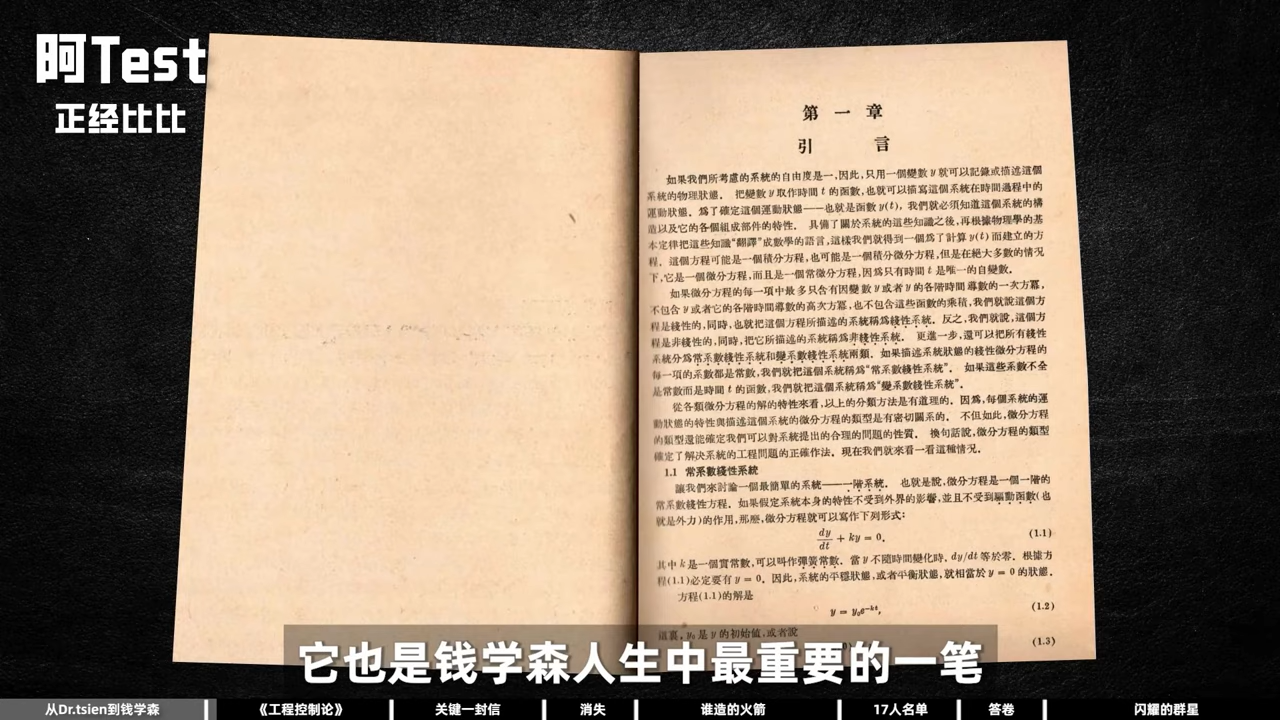 阿Test
正经比比
第一章
引言
如果我們所考慮的系統的自由度是一，因此，只用一個變數 y 就可以記錄或描述這個
系統的物理狀態． 把變數 y 取作時間 t 的函數，也就可以描寫這個系統在時間過程中的
運動狀態．爲了確定這個運動狀態——也就是函數 y(t)， 我們就必須知道這個系統的構
造以及它的各個組成部件的特性． 具備了關於系統的這些知識之後，再根據物理學的基
本定律把這些知識“翻譯”成數學的語言，這樣我們就得到一個爲了計算 y(t) 而建立的方
程．這個方程可能是一個積分方程，也可能是一個積分微分方程，但是在絕大多數的情況
下，它是一個微分方程，而且是一個常微分方程，因爲只有時間 t 是唯一的自變數．
如果微分方程的每一項中最多只含有因變數 y 或者 y 的各階時間導數的一次方冪，
不包含 y 或者它的各階時間導數的高次方冪，也不包含這些函數的乘積，我們就說這個方
程是綫性的，同時，也就把這個方程所描述的系統稱爲綫性系統．反之，我們就說，這個方
程是非綫性的，同時，把它所描述的系統稱爲非綫性系統． 更進一步，還可以把所有綫性
系統分爲常系數綫性系統和變系數綫性系統兩類．如果描述系統狀態的綫性微分方程的
每一項的系數都是常數，我們就把這個系統稱爲“常系數綫性系統”． 如果這些系數不全
是常數而是時間 t 的函數，我們就把這個系統稱爲“變系數綫性系統”．
從各類微分方程的解的特性來看，以上的分類方法是有道理的．因爲，每個系統的運
動狀態的特性與描述這個系統的微分方程的類型是有密切關系的． 不但如此，微分方程
的類型還能確定我們可以對系統提出的合理的問題的性質． 換句話說，微分方程的類型
確定了解決系統的工程問題的正確作法．現在我們就來看一看這種情況．
1.1 常系數綫性系統
讓我們來討論一個最簡單的系統——一階系統． 也就是說，微分方程是一個一階的
常系數綫性方程．如果假定系統本身的特性不受到外界的影響，並且不受到驅動函數（也
就是外力）的作用，那麽，微分方程就可以寫作下列形式：
dy/dt + ky = 0. (1.1)
其中 k 是一個實常數，可以叫作彈簧常數．當 y 不隨時間變化時，dy/dt 等於零．根據方
程(1.1)必定要有 y = 0．因此，系統的平穩狀態，或者平衡狀態，就相當於 y = 0 的狀態．
方程(1.1)的解是
y = y₀e^{-kt}, (1.2)
這裏，y₀ 是 y 的初始值，或者說
(1.3)
它也是钱学森人生中最重要的一笔
从Dr.tsien到钱学森
《工程控制论》
关键一封信
消失
谁造的火箭
17人名单
答卷
闪耀的群星